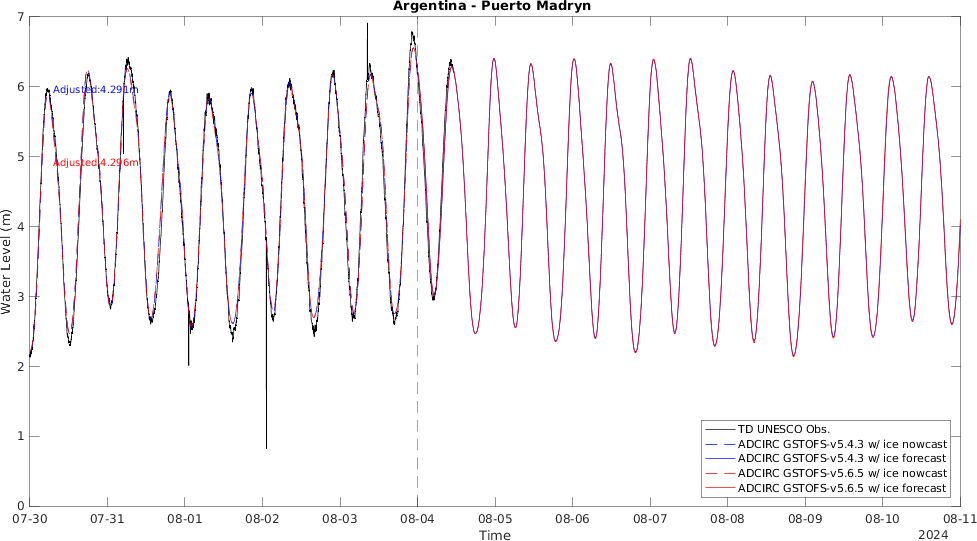 Argentina - Puerto Madryn
7
6
5
4
3
2
1
0
Water Level (m)
Adjusted:4.291m
Adjusted:4.296m
TD UNESCO Obs.
ADCIRC GSTOFS-v5.4.3 w/ ice nowcast
ADCIRC GSTOFS-v5.4.3 w/ ice forecast
ADCIRC GSTOFS-v5.6.5 w/ ice nowcast
ADCIRC GSTOFS-v5.6.5 w/ ice forecast
07-30 07-31 08-01 08-02 08-03 08-04 08-05 08-06 08-07 08-08 08-09 08-10 08-11
Time
2024